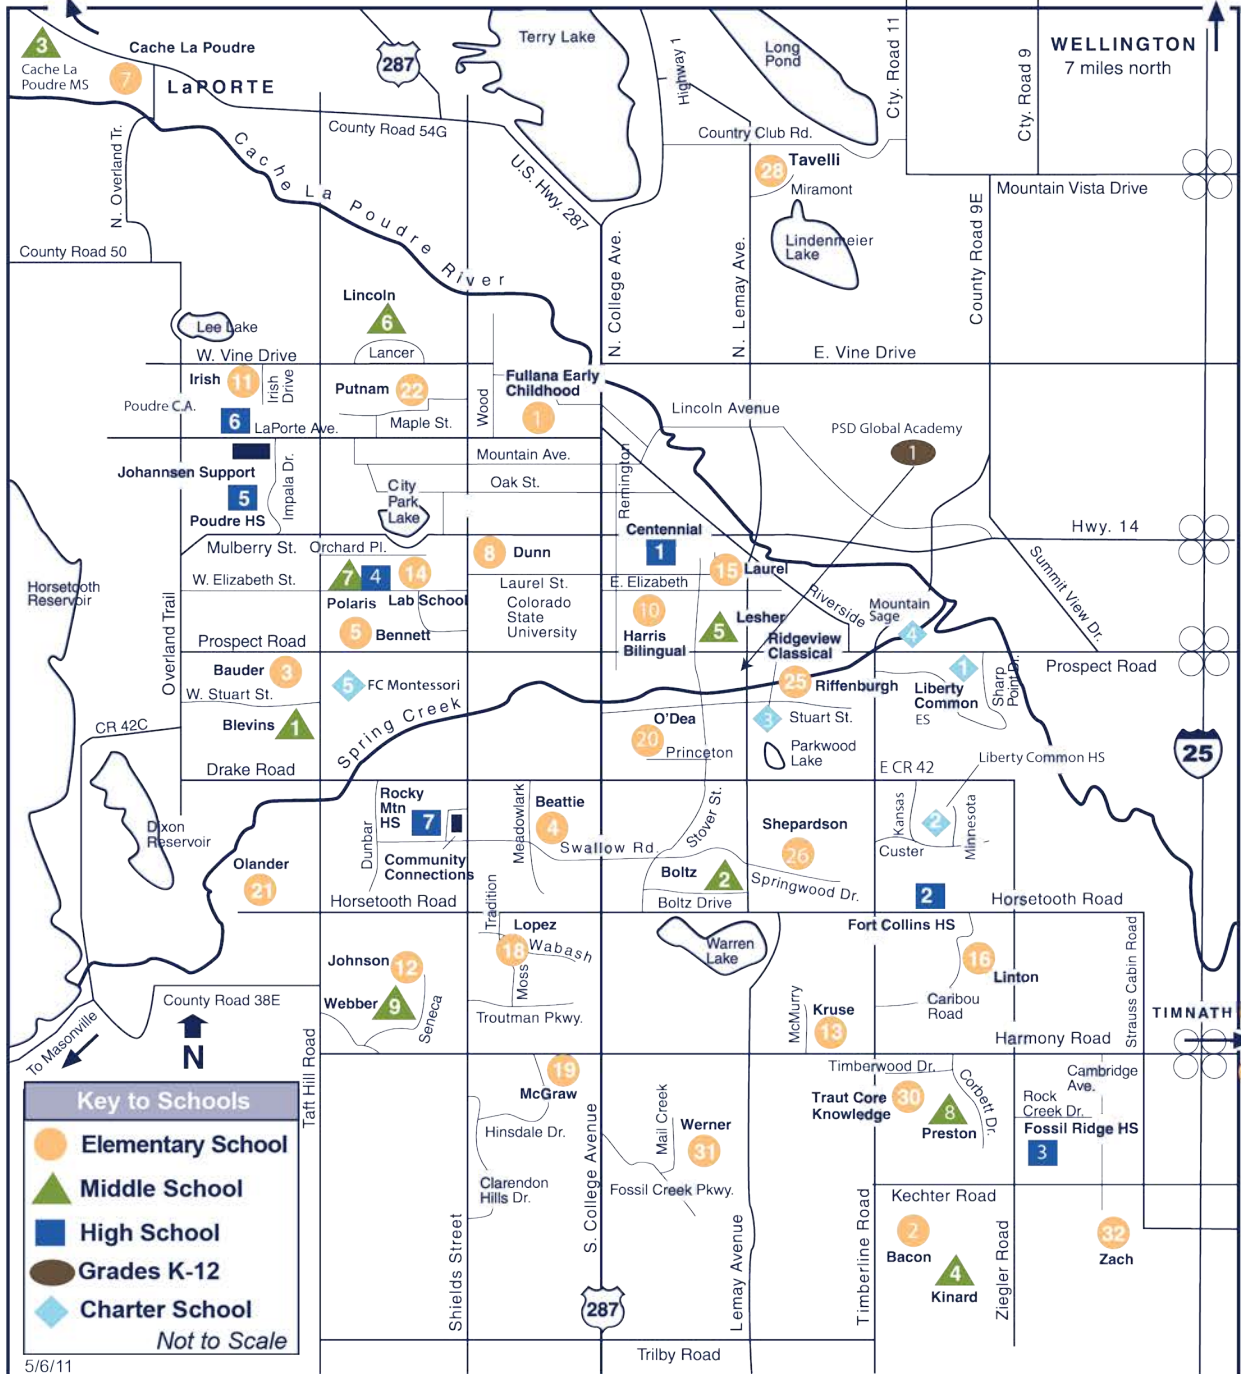 3
Cache La
Poudre MS
7
Cache La Poudre
LaPORTE
287
Terry Lake
Highway 1
Long
Pond
Cty. Road 11
Cty. Road 9
WELLINGTON
7 miles north
N. Overland Tr.
Cache La Poudre River
County Road 54G
U.S. Hwy. 287
Country Club Rd.
28
Tavelli
Miramont
Mountain Vista Drive
County Road 50
Lindenmeier
Lake
N. College Ave.
N. Lemay Ave.
County Road 9E
Lincoln
6
Lancer
Lee Lake
W. Vine Drive
E. Vine Drive
Irish
11
Irish
Drive
Putnam
22
Wood
Fullana Early
Childhood
1
Poudre C.A.
6
LaPorte Ave.
Maple St.
Lincoln Avenue
PSD Global Academy
1
Johannsen Support
5
Poudre HS
Impala Dr.
City
Park
Lake
Mountain Ave.
Oak St.
Remington
Centennial
1
Hwy. 14
Mulberry St.
Orchard Pl.
8
Dunn
W. Elizabeth St.
7
4
14
Polaris
Lab School
Laurel St.
E. Elizabeth
15
Laurel
Colorado
State
University
10
Harris
Bilingual
5
Lesher
Riverside
Mountain
Sage
4
Summit View Dr.
Horsetooth
Reservoir
Overland Trail
5
Bennett
Prospect Road
Ridgeview
Classical
Prospect Road
Bauder
3
5
FC Montessori
25
Riffenburgh
1
Liberty
Common
ES
Sharp
Point Dr.
W. Stuart St.
Blevins
1
Spring Creek
O'Dea
20
Princeton
3
Stuart St.
Parkwood
Lake
CR 42C
Drake Road
E CR 42
Liberty Common HS
25
Rocky
Mtn
HS
7
Dunbar
Community
Connections
Meadowlark
Beattie
4
Swallow Rd.
Stover St.
Shepardson
26
Kansas
2
Minnesota
Custer
Dixon
Reservoir
Olander
21
Boltz
2
Springwood Dr.
Boltz Drive
2
Horsetooth Road
Horsetooth Road
Tradition
Lopez
18
Wabash
Moss
Warren
Lake
Fort Collins HS
16
Linton
Strauss Cabin Road
Johnson
12
Webber
9
Seneca
Troutman Pkwy.
McMurry
Kruse
13
Caribou
Road
TIMNATH
County Road 38E
To Masonville
N
Harmony Road
Taft Hill Road
19
McGraw
Hinsdale Dr.
Clarendon
Hills Dr.
Shields Street
S. College Avenue
Mail Creek
Werner
31
Fossil Creek Pkwy.
Lemay Avenue
Timberwood Dr.
Traut Core
Knowledge
30
8
Preston
Corbett Dr.
Cambridge
Ave.
Rock
Creek Dr.
Fossil Ridge HS
3
Kechter Road
Timberline Road
2
Bacon
4
Kinard
Ziegler Road
32
Zach
287
Trilby Road
Key to Schools
Elementary School
Middle School
High School
Grades K-12
Charter School
Not to Scale
5/6/11